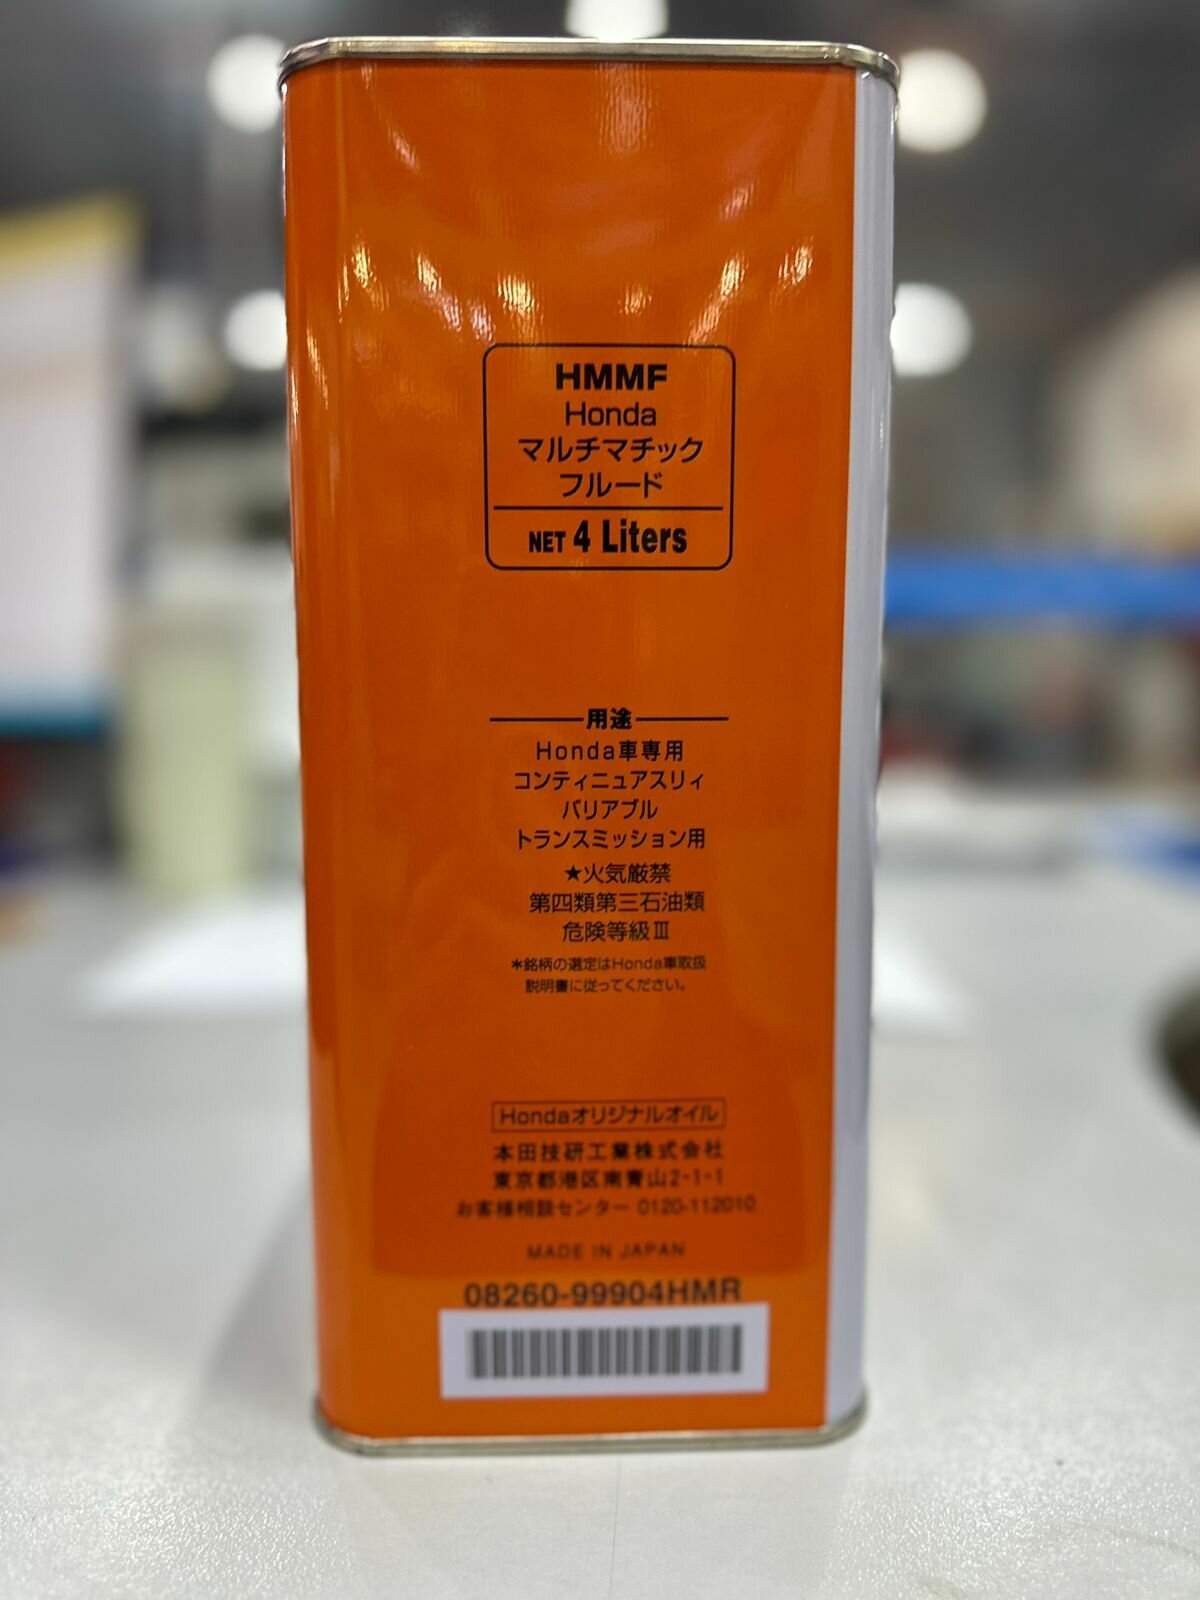 HMMF
Honda
マルチマチック
フルード
NET 4 Liters
用途
Honda車専用
コンティニュアスリィ
バリアブル
トランスミッション用
★火気厳禁
第四類第三石油類
危険等級Ⅲ
*銘柄の選定はHonda車取扱
説明書に従ってください。
Hondaオリジナルオイル
本田技研工業株式会社
東京都港区南青山2-1-1
お客様相談センター 0120-112010
MADE IN JAPAN
08260-99904HMR